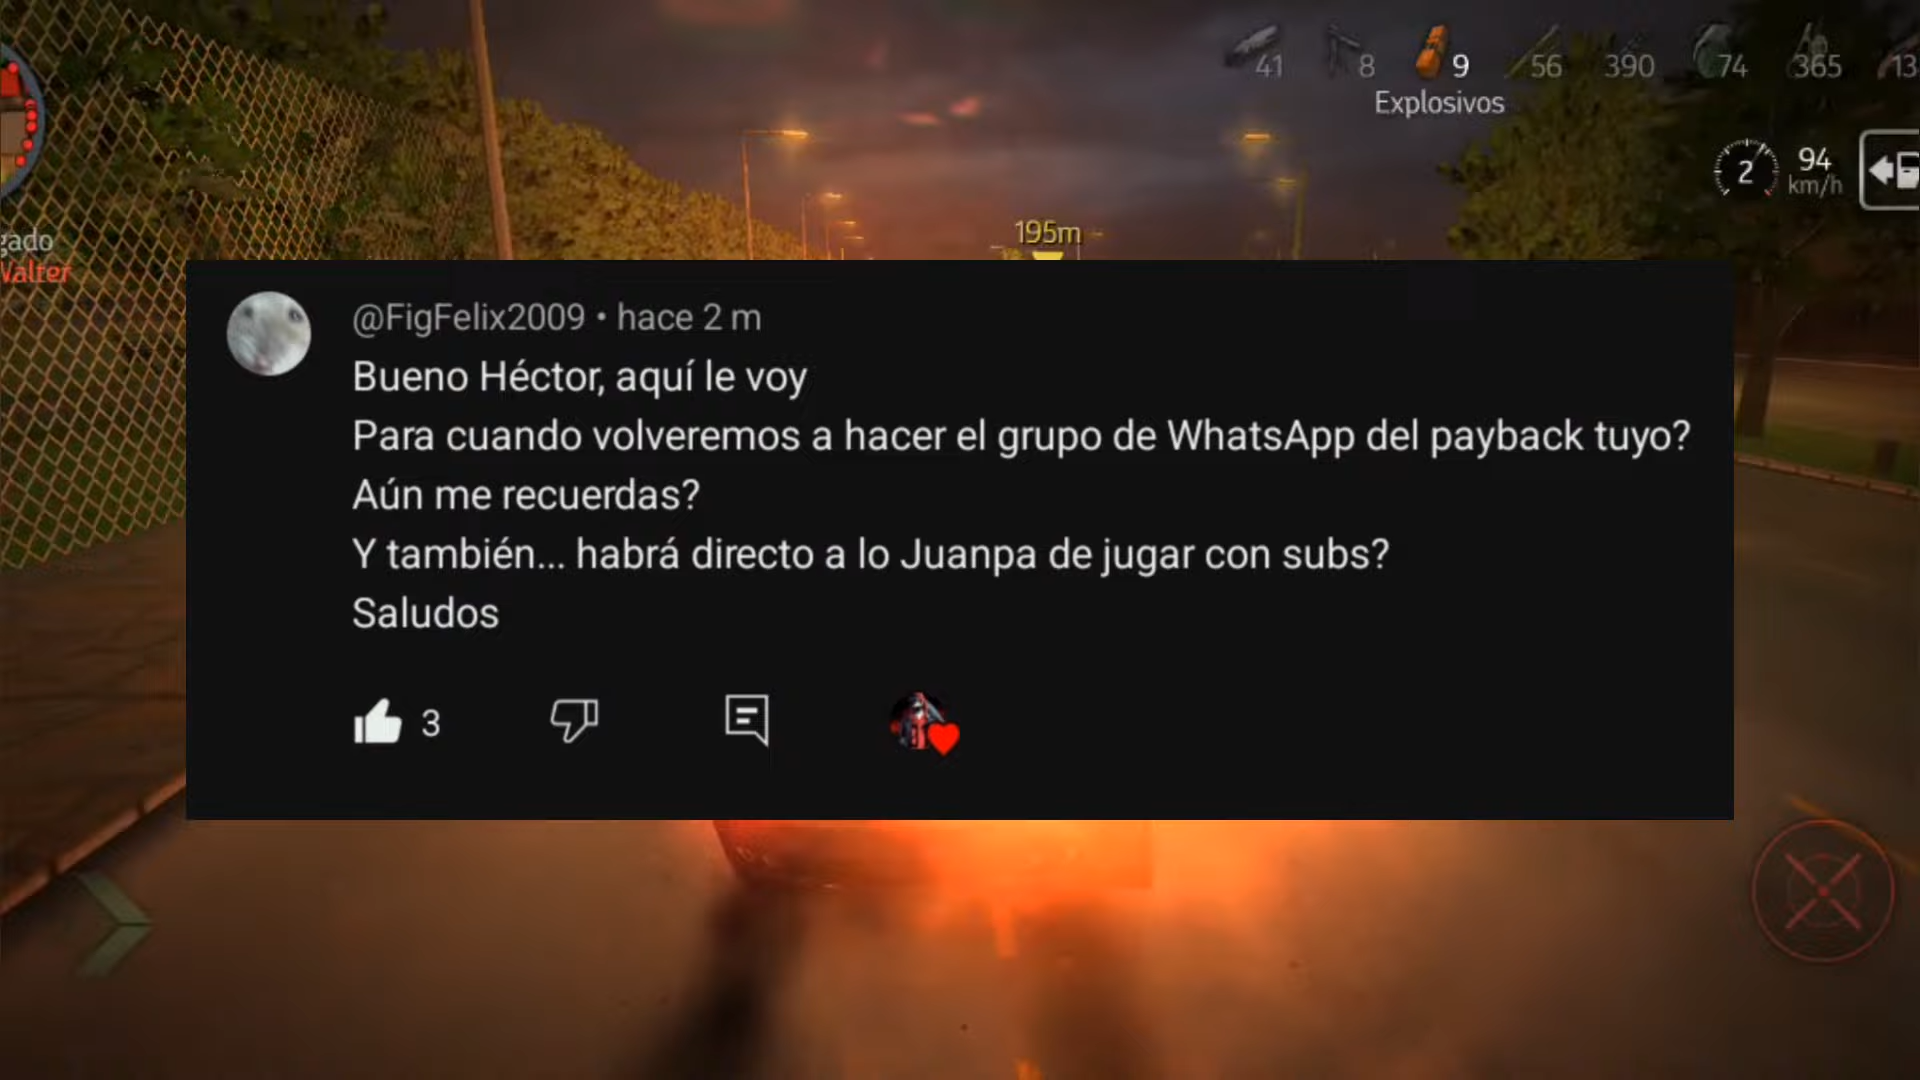 41 8 9 56 390 74 365 13
Explosivos
2 94
km/h
195m
gado
Walter
@FigFelix2009 • hace 2 m
Bueno Héctor, aquí le voy
Para cuando volveremos a hacer el grupo de WhatsApp del payback tuyo?
Aún me recuerdas?
Y también... habrá directo a lo Juanpa de jugar con subs?
Saludos
3